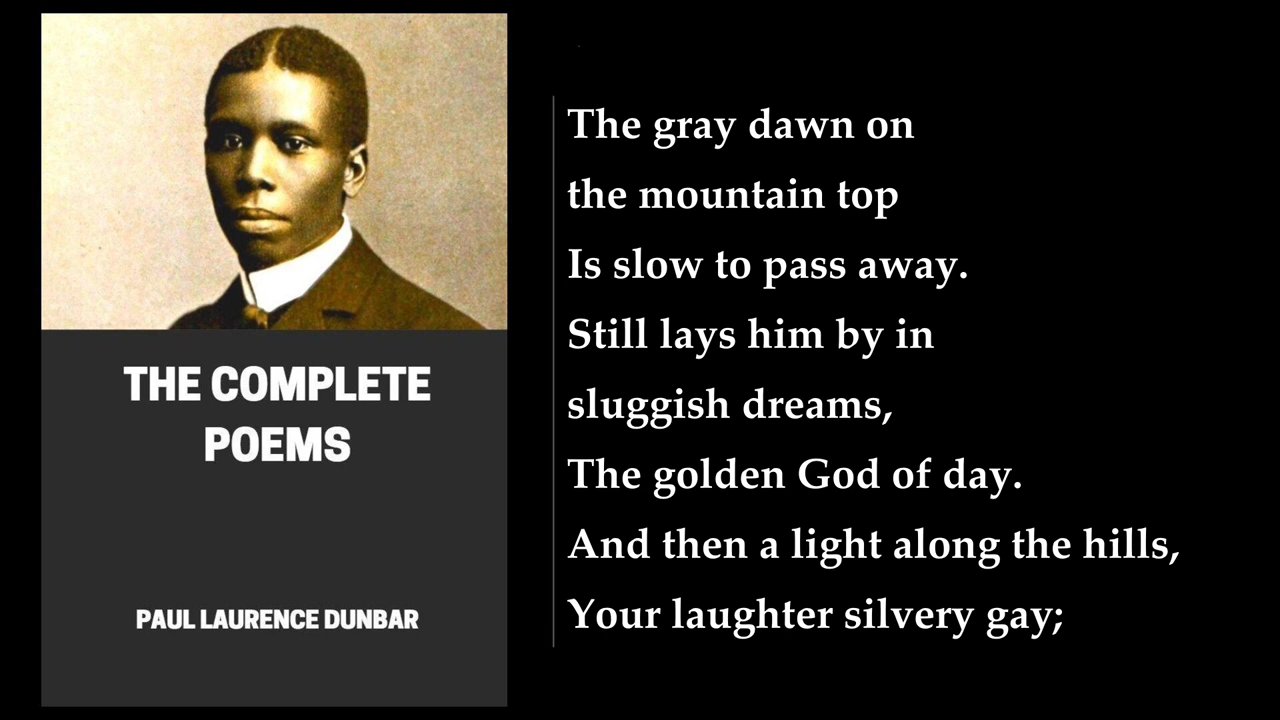 THE COMPLETE
POEMS
PAUL LAURENCE DUNBAR
The gray dawn on
the mountain top
Is slow to pass away.
Still lays him by in
sluggish dreams,
The golden God of day.
And then a light along the hills,
Your laughter silvery gay;